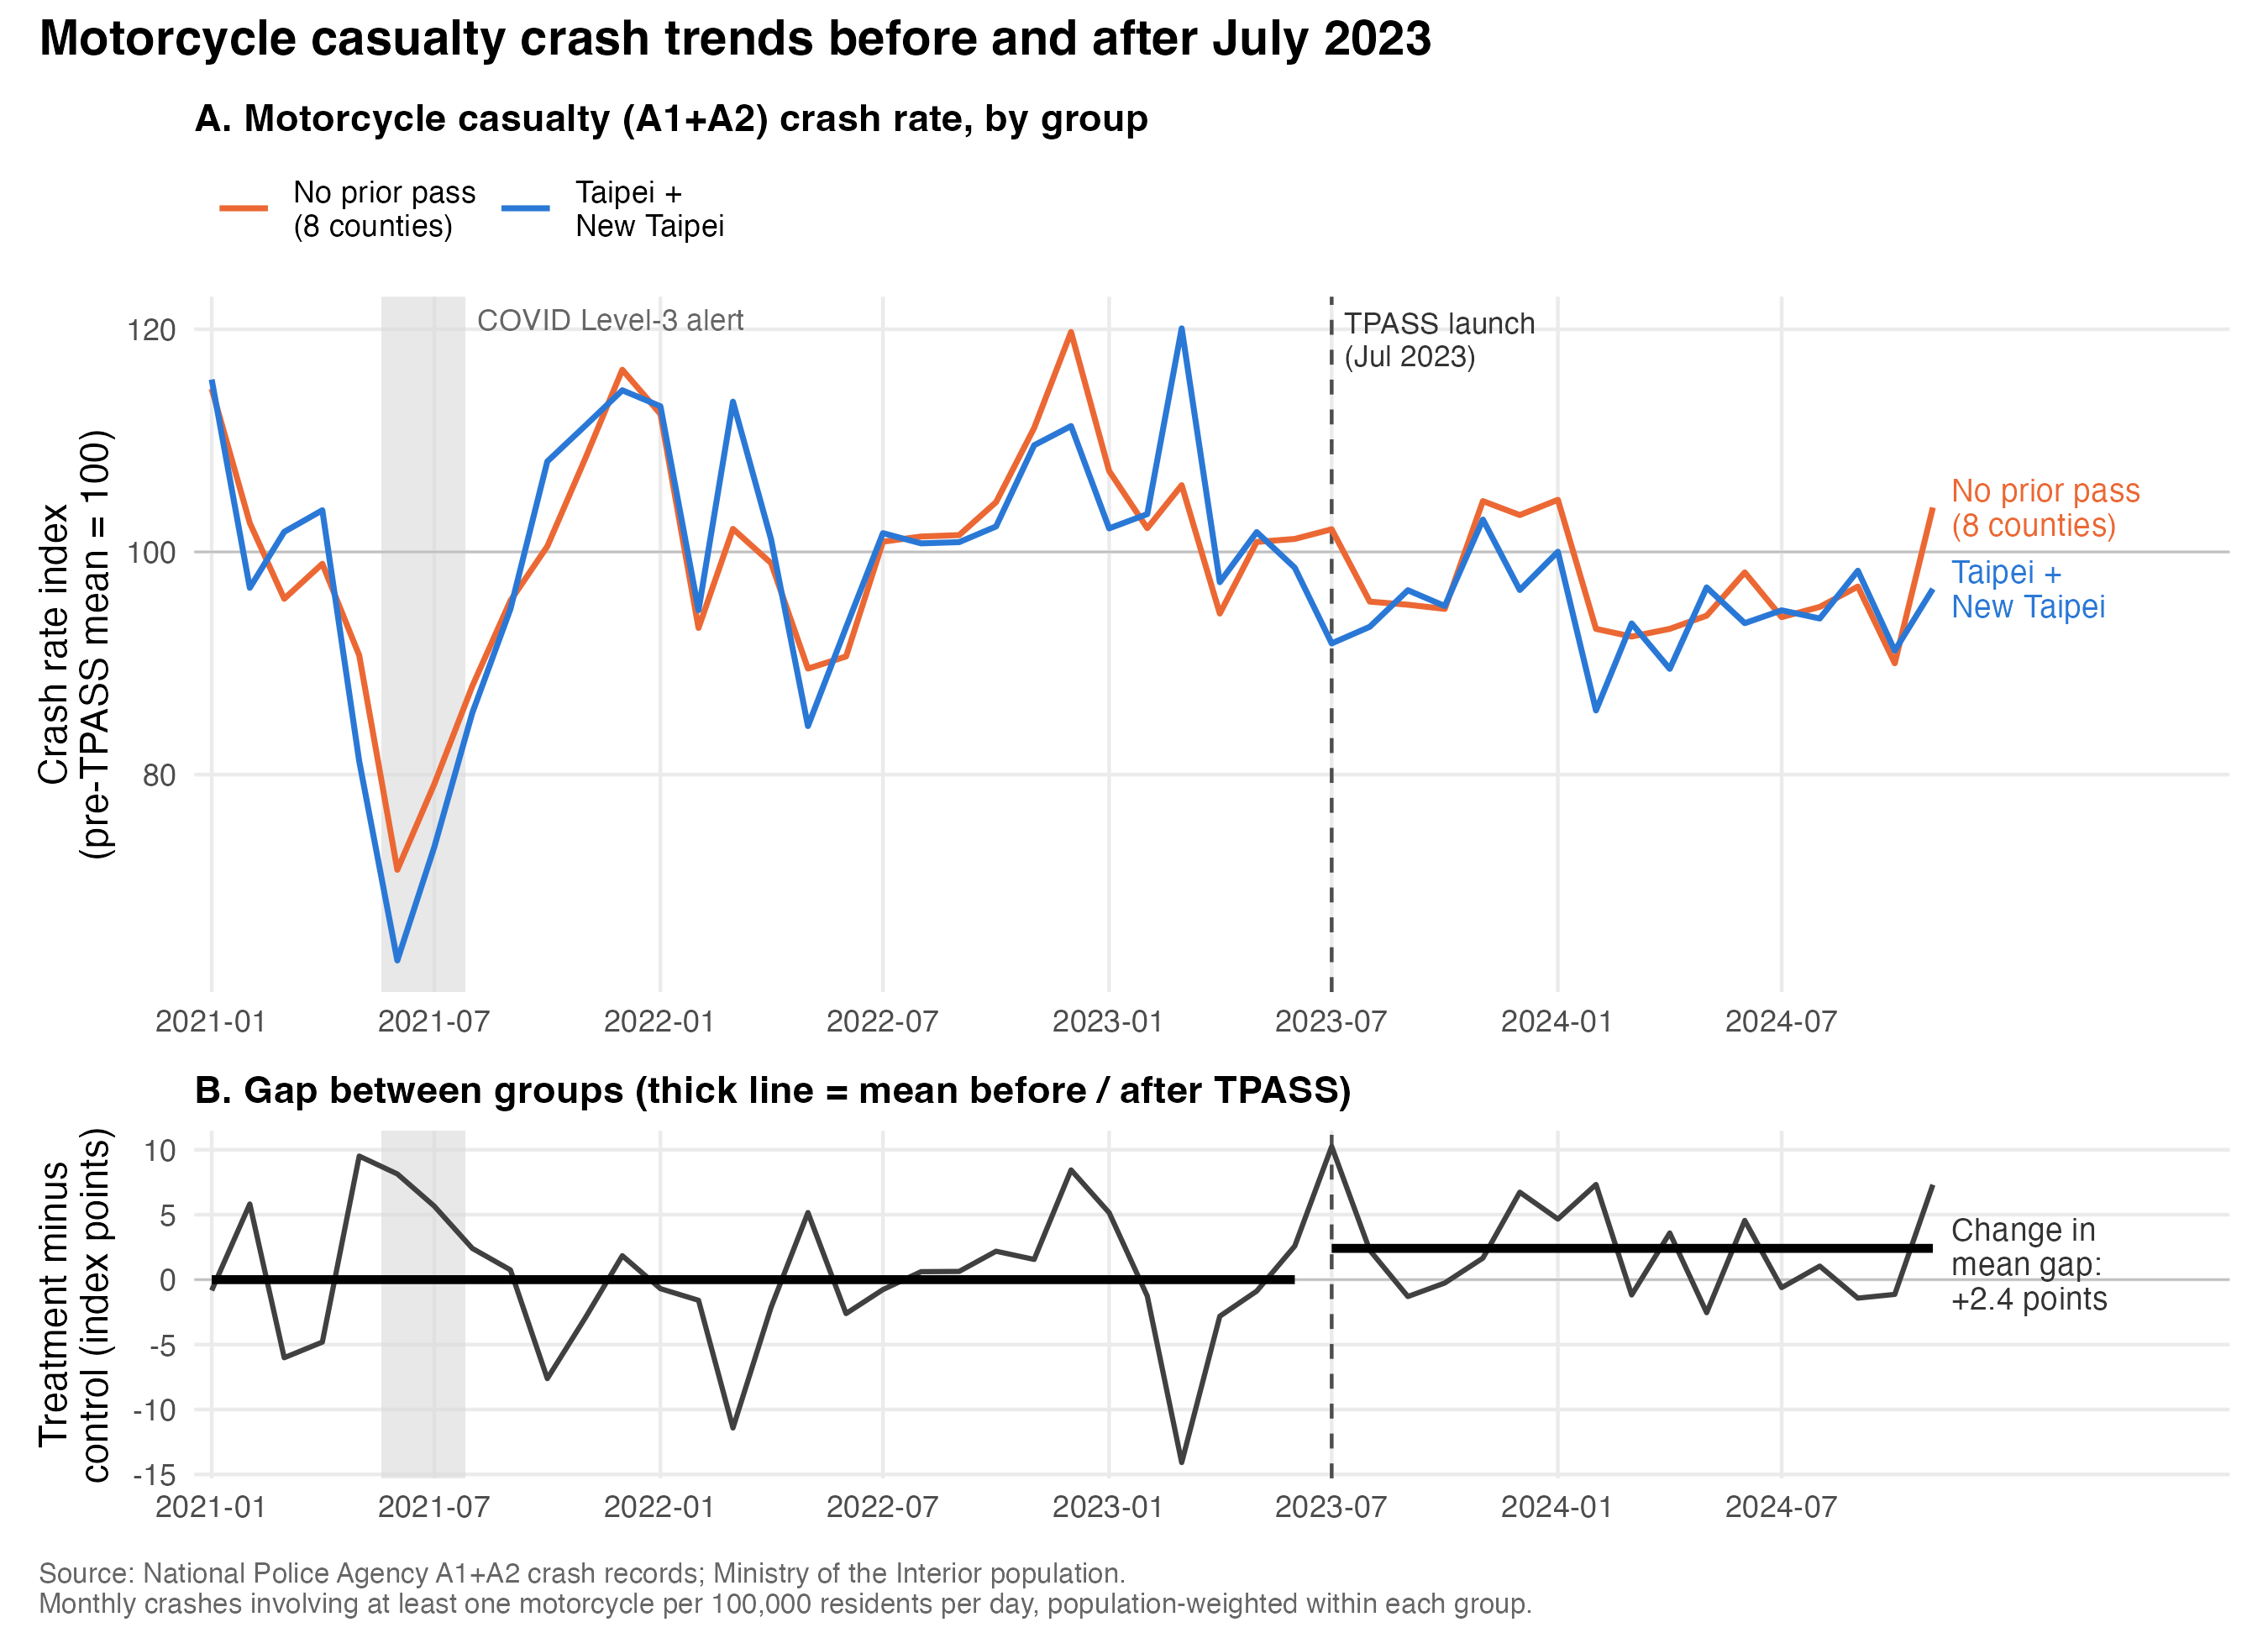 Motorcycle casualty crash trends before and after July 2023
A. Motorcycle casualty (A1+A2) crash rate, by group
No prior pass
(8 counties)
Taipei +
New Taipei
COVID Level-3 alert
TPASS launch
(Jul 2023)
Crash rate index
(pre-TPASS mean = 100)
120
100
80
No prior pass
(8 counties)
Taipei +
New Taipei
2021-01 2021-07 2022-01 2022-07 2023-01 2023-07 2024-01 2024-07
B. Gap between groups (thick line = mean before / after TPASS)
Treatment minus
control (index points)
10
5
0
-5
-10
-15
Change in
mean gap:
+2.4 points
2021-01 2021-07 2022-01 2022-07 2023-01 2023-07 2024-01 2024-07
Source: National Police Agency A1+A2 crash records; Ministry of the Interior population.
Monthly crashes involving at least one motorcycle per 100,000 residents per day, population-weighted within each group.